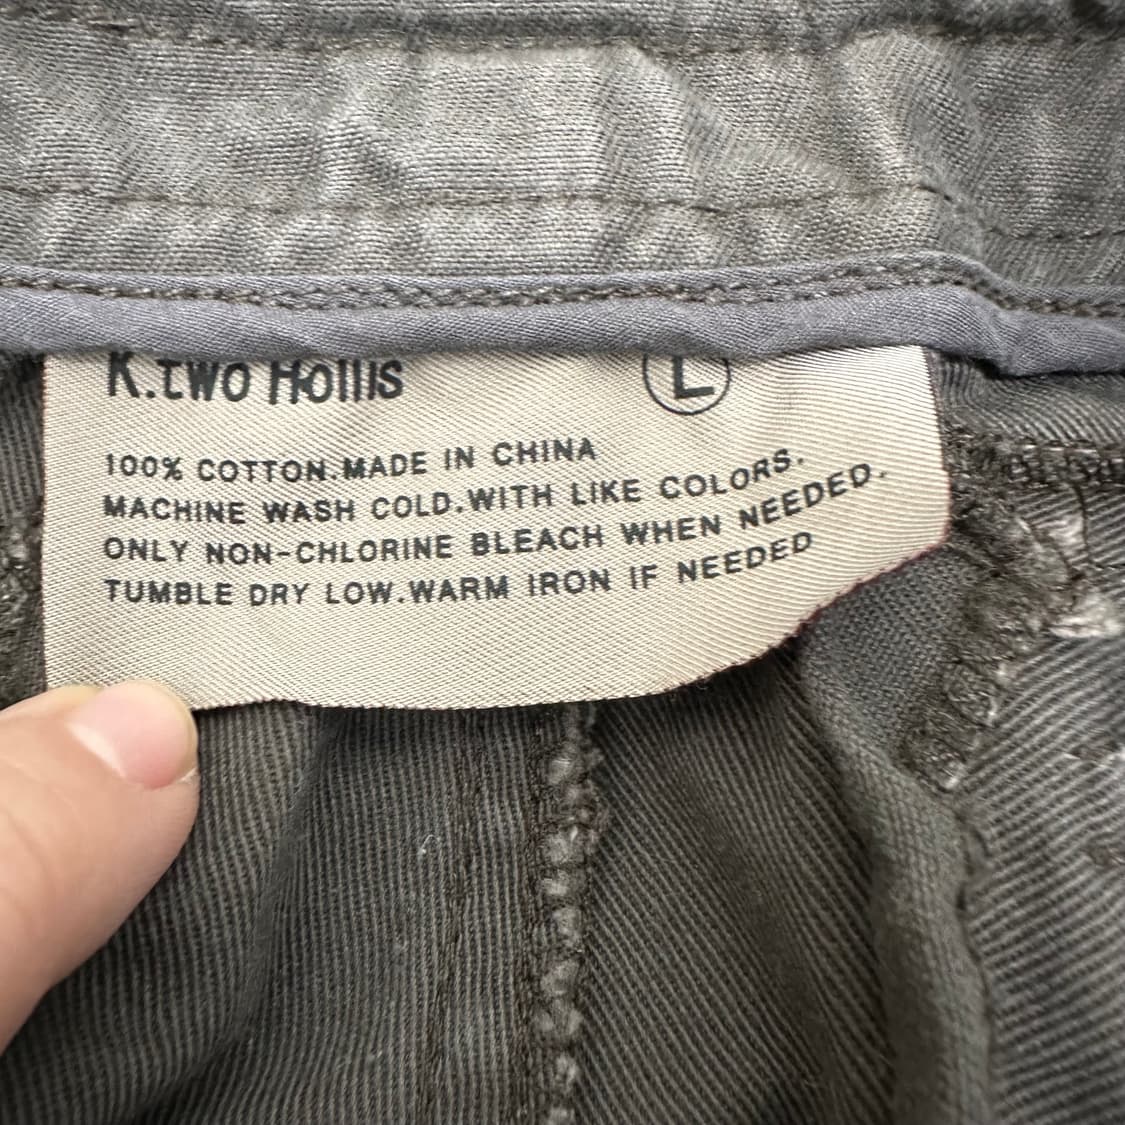 K.two Hollis L
100% COTTON.MADE IN CHINA
MACHINE WASH COLD.WITH LIKE COLORS.
ONLY NON-CHLORINE BLEACH WHEN NEEDED.
TUMBLE DRY LOW.WARM IRON IF NEEDED